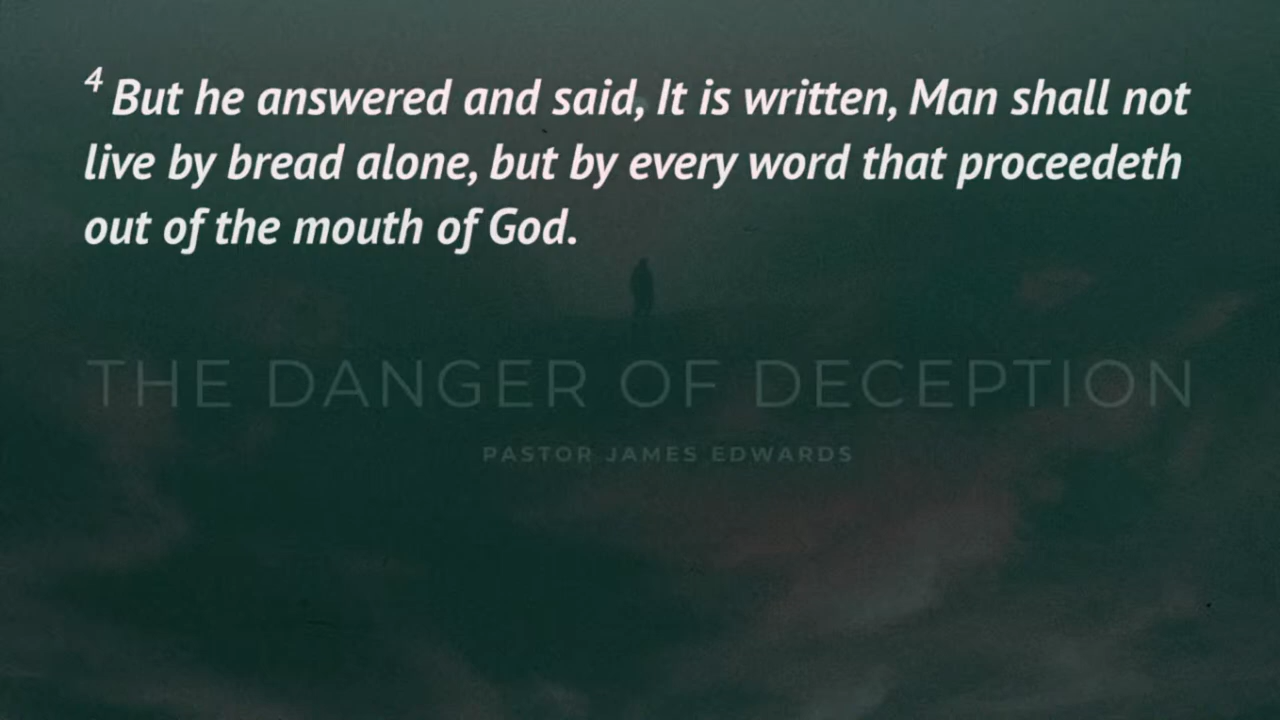 4 But he answered and said, It is written, Man shall not
live by bread alone, but by every word that proceedeth
out of the mouth of God.
THE DANGER OF DECEPTION
PASTOR JAMES EDWARDS